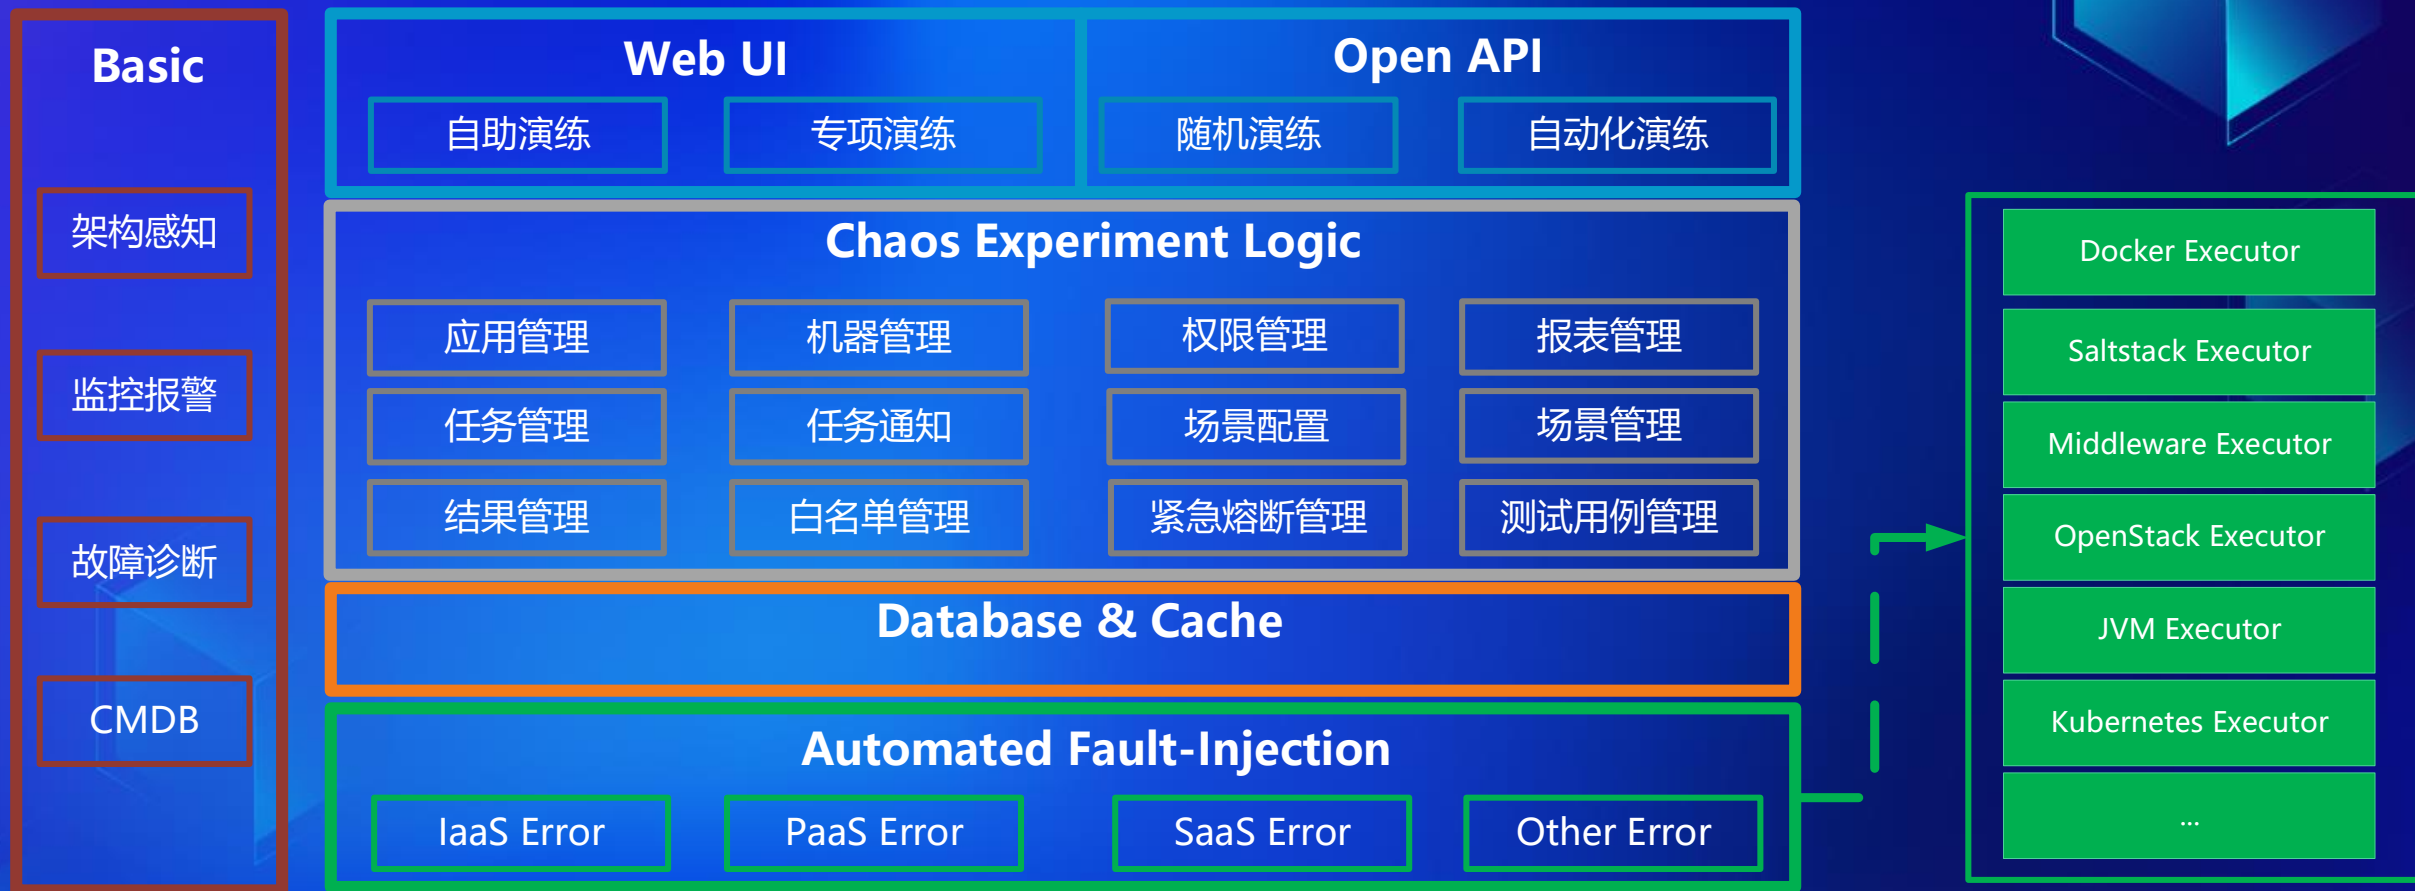 Basic
架构感知
监控报警
故障诊断
CMDB
Web UI
自助演练
专项演练
Open API
随机演练
自动化演练
Chaos Experiment Logic
应用管理
机器管理
权限管理
报表管理
任务管理
任务通知
场景配置
场景管理
结果管理
白名单管理
紧急熔断管理
测试用例管理
Database & Cache
Automated Fault-Injection
IaaS Error
PaaS Error
SaaS Error
Other Error
Docker Executor
Saltstack Executor
Middleware Executor
OpenStack Executor
JVM Executor
Kubernetes Executor
...